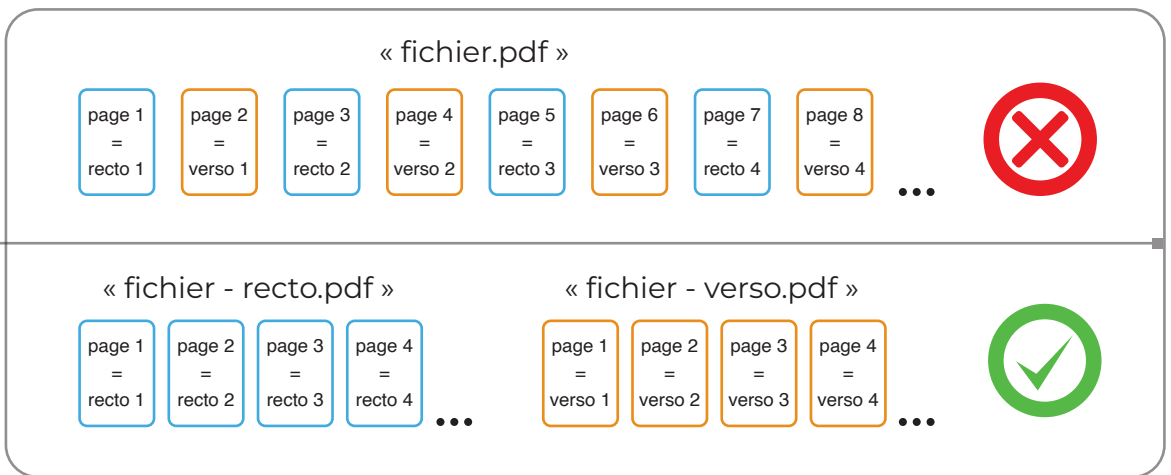 « fichier.pdf »
page 1 page 2 page 3 page 4 page 5 page 6 page 7 page 8
= = = = = = = =
recto 1 verso 1 recto 2 verso 2 recto 3 verso 3 recto 4 verso 4
...
« fichier - recto.pdf » « fichier - verso.pdf »
page 1 page 2 page 3 page 4 page 1 page 2 page 3 page 4
= = = = = = = =
recto 1 recto 2 recto 3 recto 4 verso 1 verso 2 verso 3 verso 4
... ...